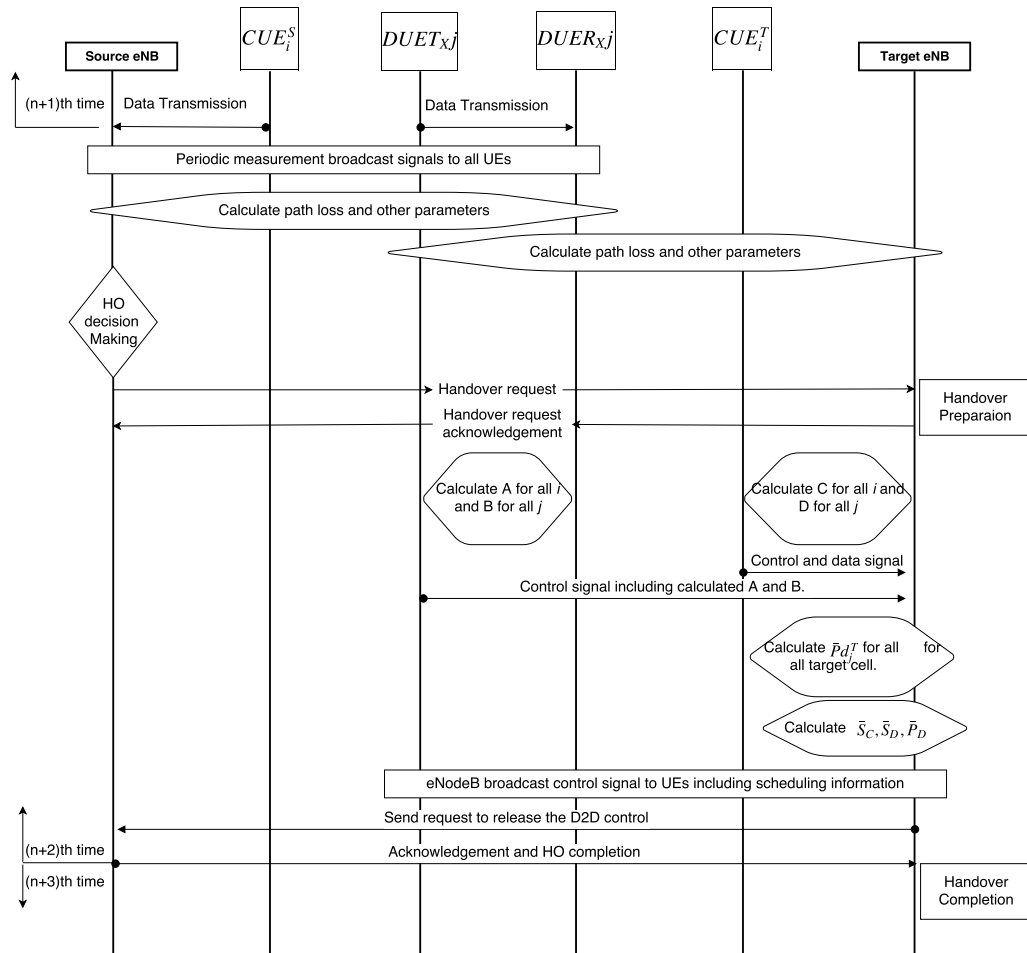 Source eNB
CUE_i^S
DUET_Xj
DUER_Xj
CUE_i^T
Target eNB
(n+1)th time
Data Transmission
Data Transmission
Periodic measurement broadcast signals to all UEs
Calculate path loss and other parameters
Calculate path loss and other parameters
HO
decision
Making
Handover request
Handover
Preparaion
Handover request
acknowledgement
Calculate A for all i
and B for all j
Calculate C for all i and
D for all j
Control and data signal
Control signal including calculated A and B.
Calculate P̄d_j^T for all for
all target cell.
Calculate S̄_C, S̄_D, P̄_D
eNodeB broadcast control signal to UEs including scheduling information
Send request to release the D2D control
(n+2)th time
Acknowledgement and HO completion
(n+3)th time
Handover
Completion